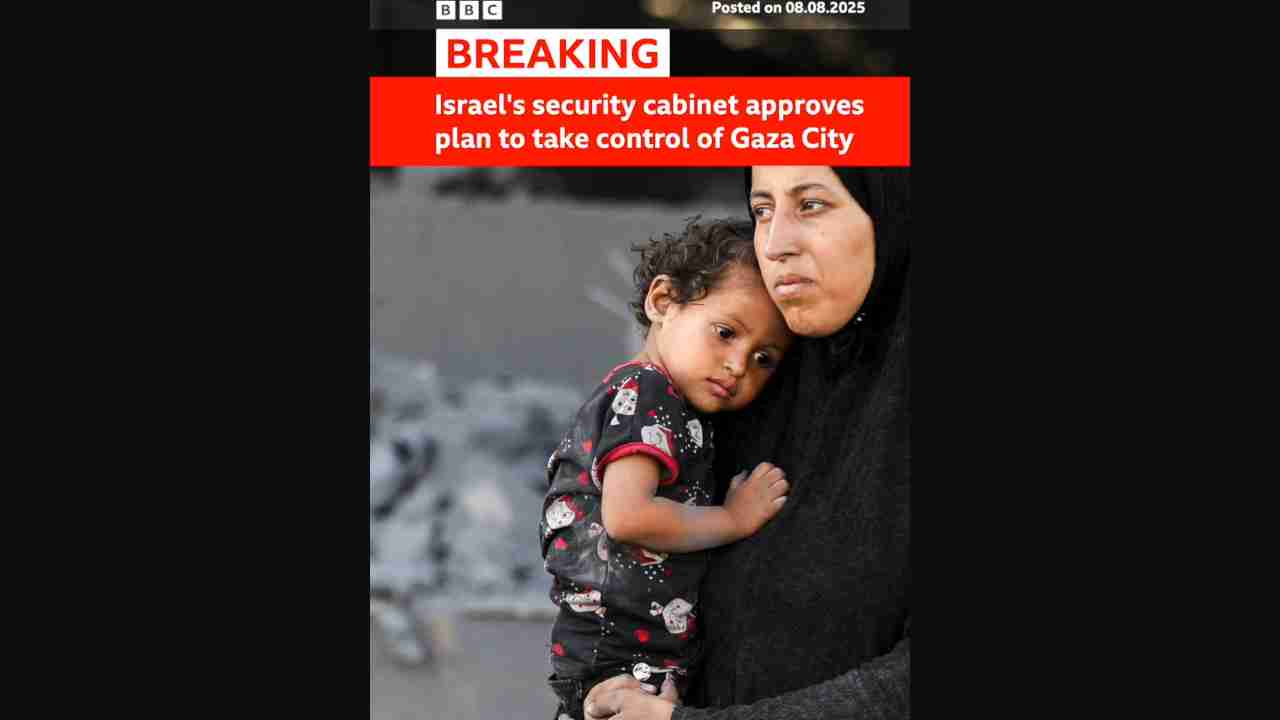 BBC
Posted on 08.08.2025
BREAKING
Israel's security cabinet approves
plan to take control of Gaza City